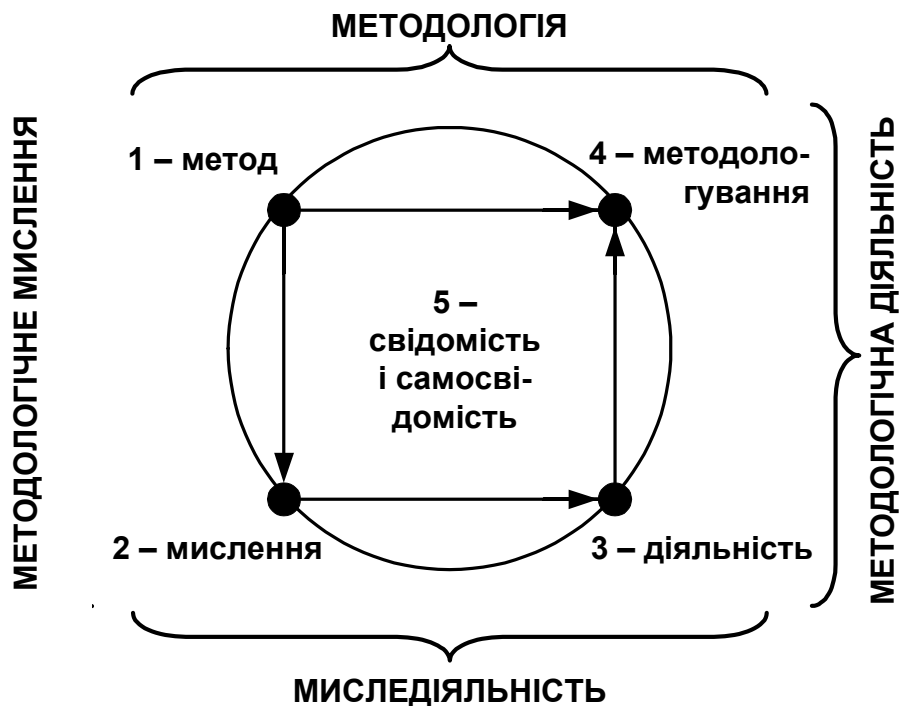 МЕТОДОЛОГІЯ
МЕТОДОЛОГІЧНЕ МИСЛЕННЯ
1 – метод
4 – методоло-
гування
5 –
свідомість
і самосві-
домість
2 – мислення
3 – діяльність
МЕТОДОЛОГІЧНА ДІЯЛЬНІСТЬ
МИСЛЕДІЯЛЬНІСТЬ